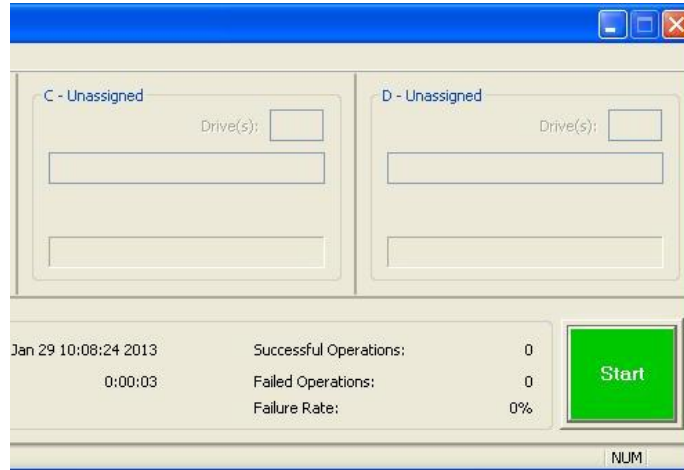 C - Unassigned
Drive(s):
D - Unassigned
Drive(s):
Jan 29 10:08:24 2013
0:00:03
Successful Operations: 0
Failed Operations: 0
Failure Rate: 0%
Start
NUM